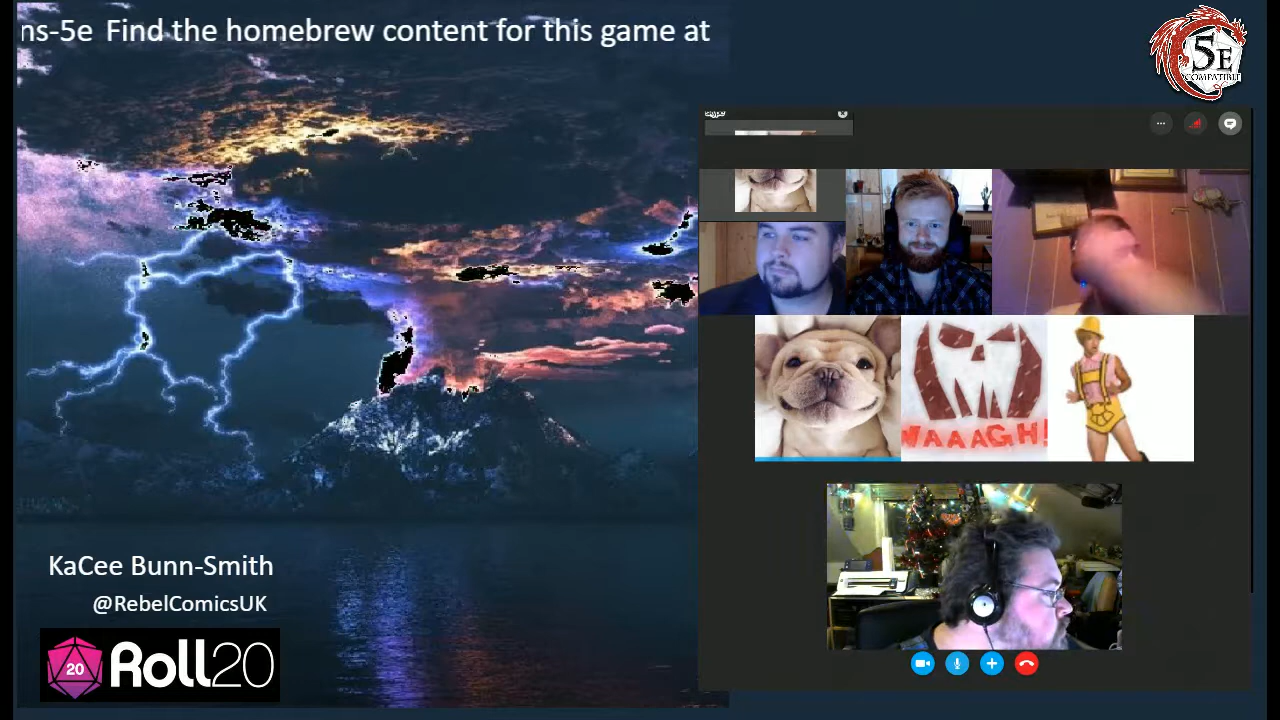 ns-5e Find the homebrew content for this game at
5E
COMPATIBLE
skype
WAAAGH!
KaCee Bunn-Smith
@RebelComicsUK
20
Roll20